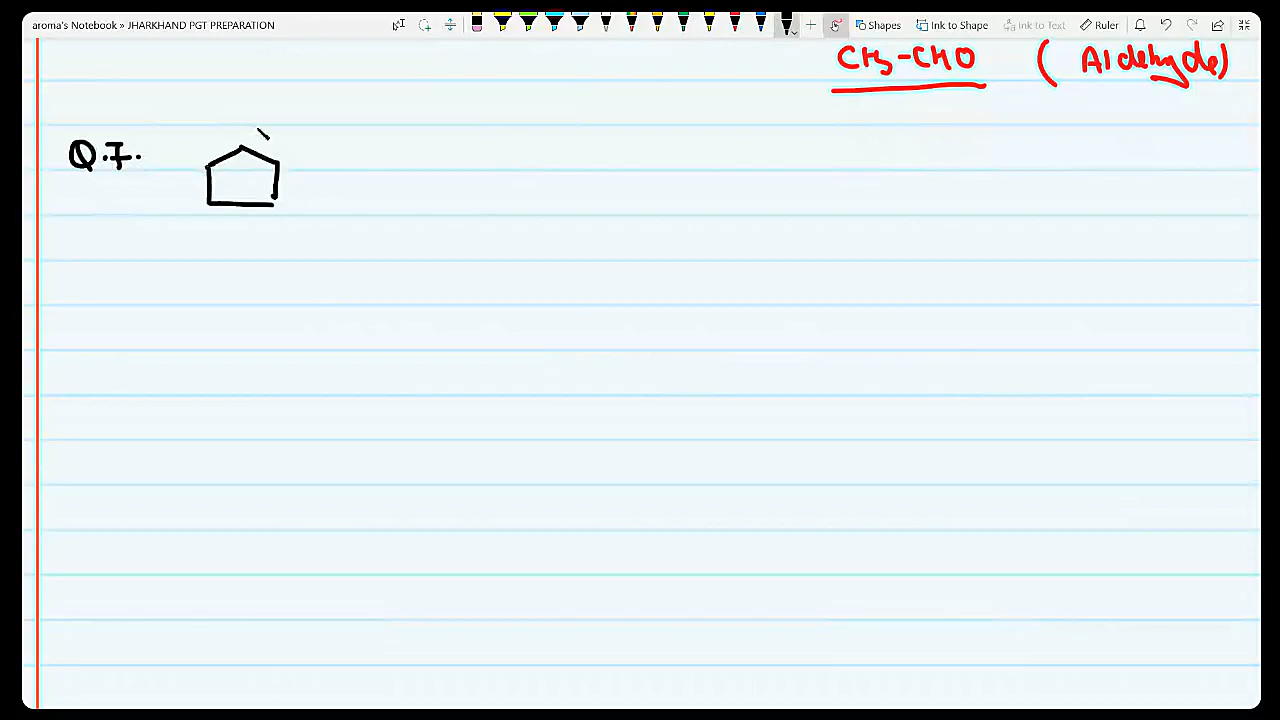 aroma's Notebook » JHARKHAND PGT PREPARATION
Shapes
Ink to Shape
Ink to Text
Ruler
CH3-CHO (Aldehyde)
Q.7.